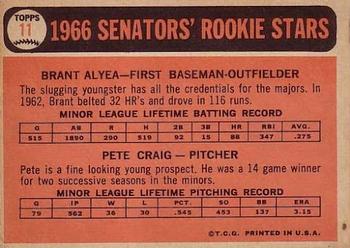 TOPPS
11
1966 SENATORS' ROOKIE STARS
BRANT ALYEA—FIRST BASEMAN-OUTFIELDER
The slugging youngster has all the credentials for the majors. In
1962, Brant belted 32 HR's and drove in 116 runs.
MINOR LEAGUE LIFETIME BATTING RECORD
G AB R H 2B 3B HR RBI AVG.
515 1890 290 519 92 15 88 347 .275
PETE CRAIG — PITCHER
Pete is a fine looking young prospect. He was a 14 game winner
for two successive seasons in the minors.
MINOR LEAGUE LIFETIME PITCHING RECORD
G IP W L PCT. SO BB ERA
79 562 36 30 .545 453 137 3.15
©T.C.G. PRINTED IN U.S.A.